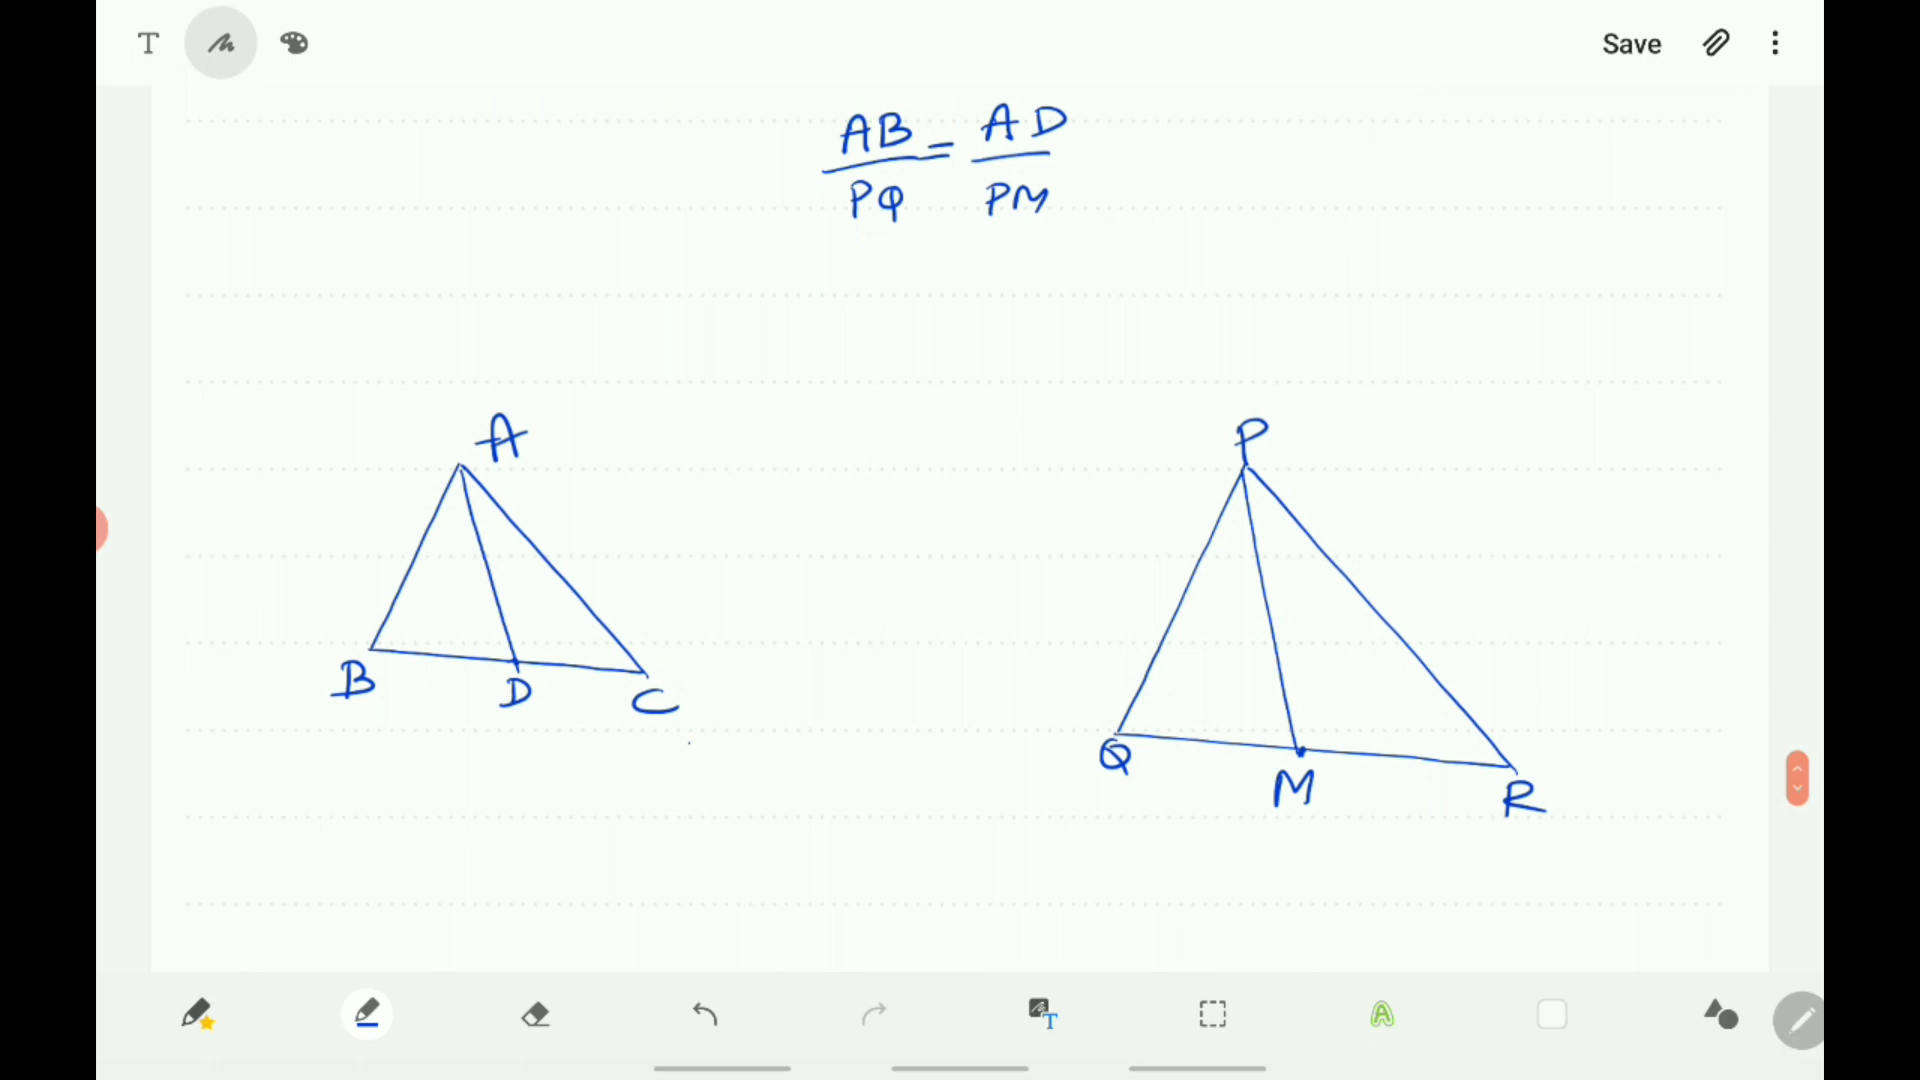 T Save
AB = AD
PQ PM
A P
B D C
Q M R
T A